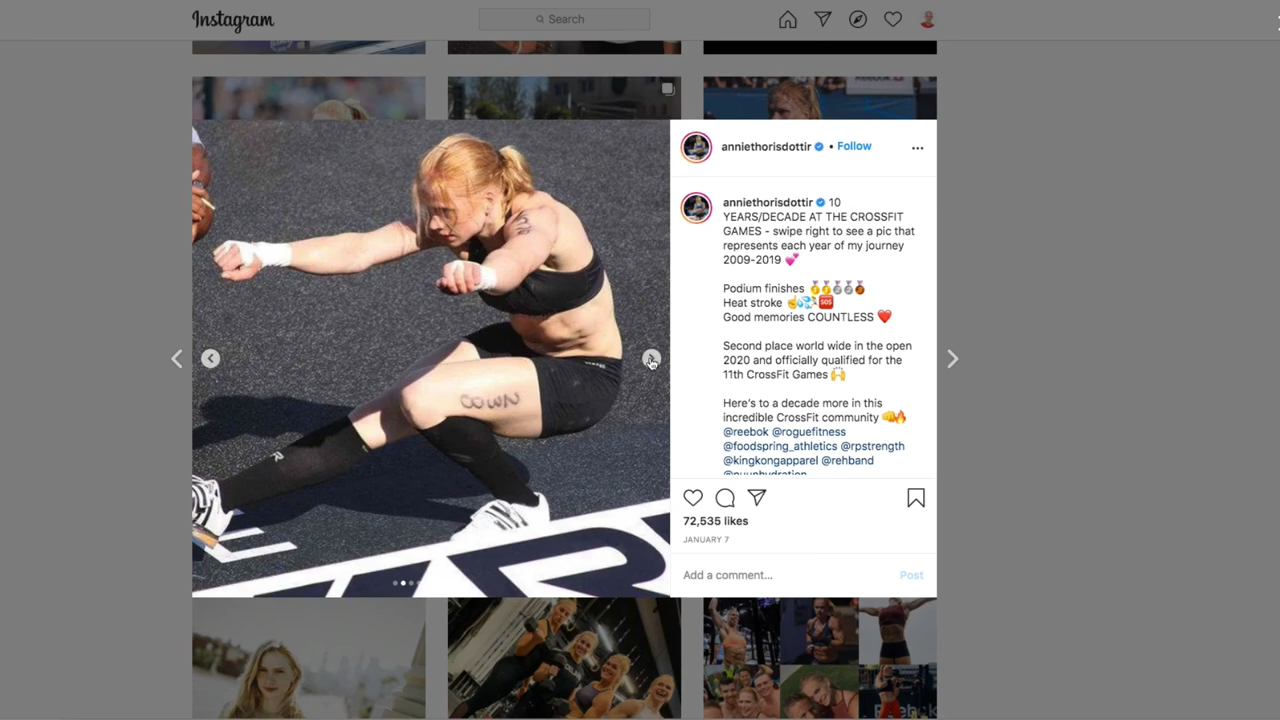 Instagram
Search
anniethorisdottir • Follow
anniethorisdottir 10
YEARS/DECADE AT THE CROSSFIT
GAMES - swipe right to see a pic that
represents each year of my journey
2009-2019 💕
Podium finishes 🥇🥇🥈🥈🥉
Heat stroke ☝️💦🆘
Good memories COUNTLESS ❤️
Second place world wide in the open
2020 and officially qualified for the
11th CrossFit Games 🙌
Here's to a decade more in this
incredible CrossFit community 👊🔥
@reebok @roguefitness
@foodspring_athletics @rpstrength
@kingkongapparel @rehband
72,535 likes
JANUARY 7
Add a comment...
Post